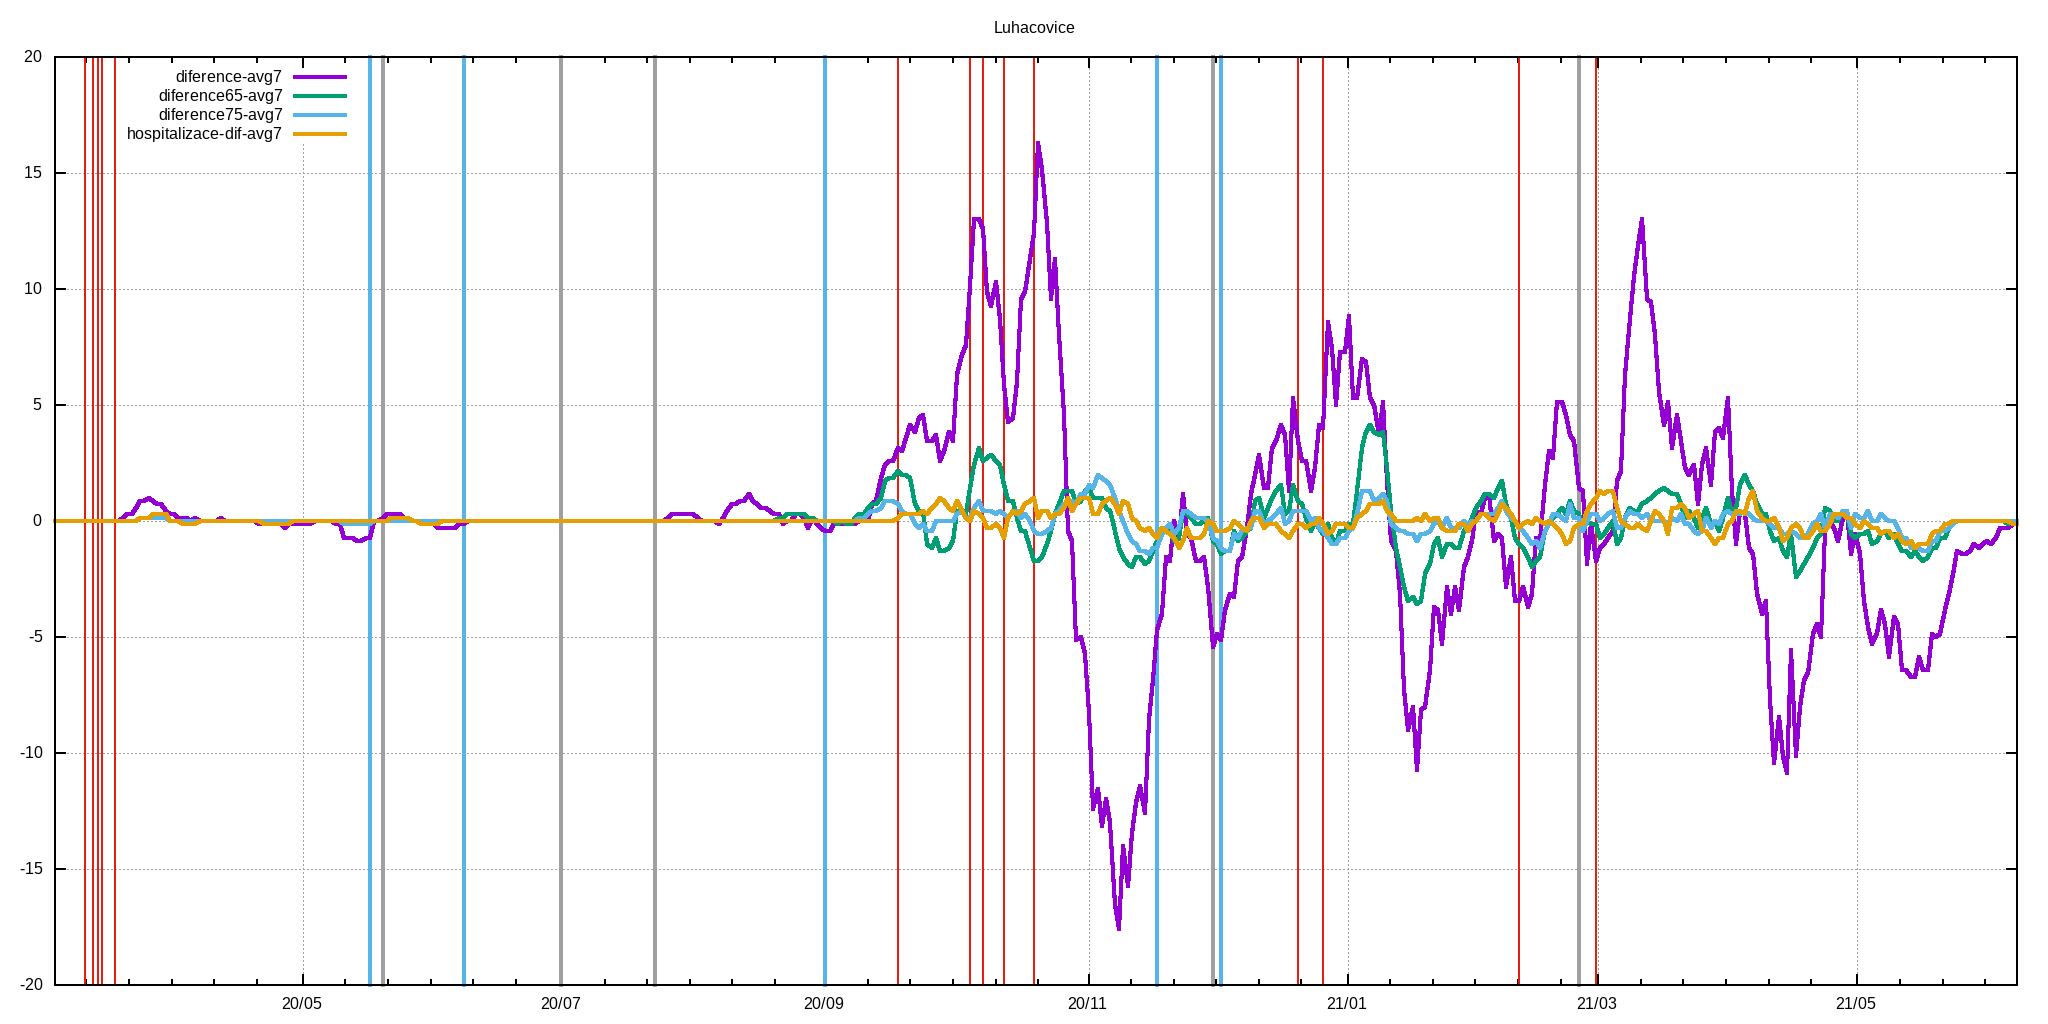 Luhacovice
20
15
10
5
0
-5
-10
-15
-20
diference-avg7
diference65-avg7
diference75-avg7
hospitalizace-dif-avg7
20/05 20/07 20/09 20/11 21/01 21/03 21/05